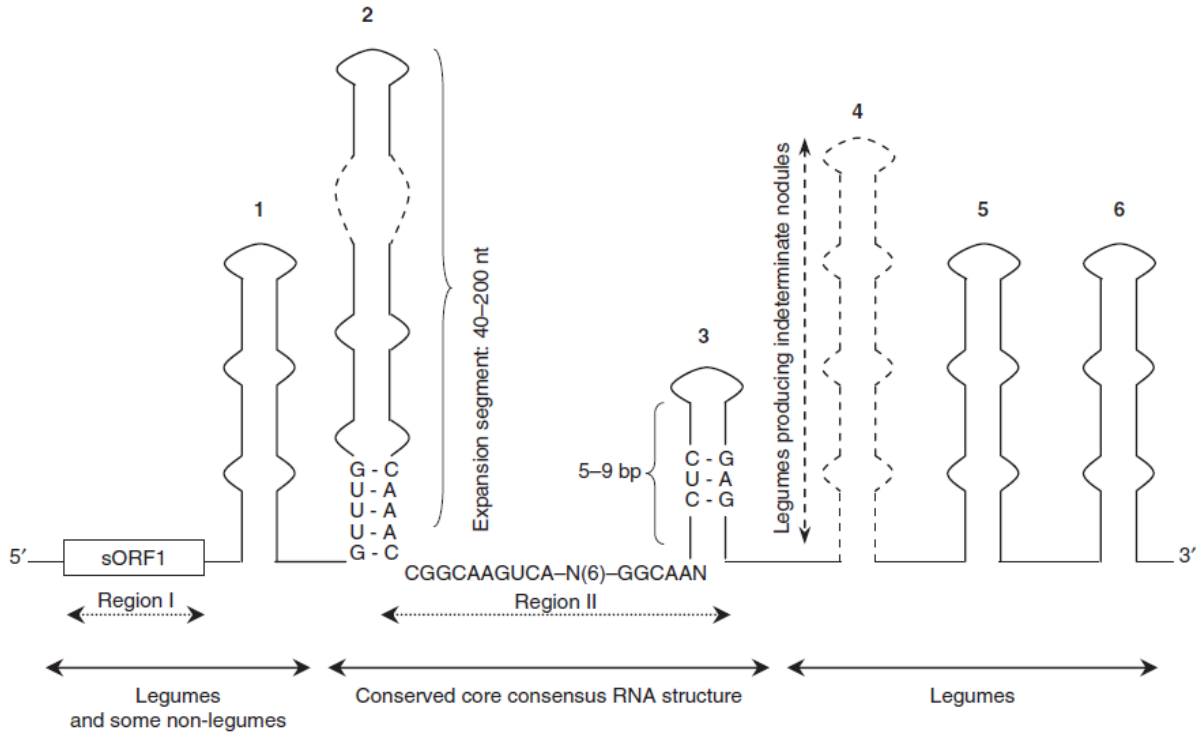 2
4
1
5
6
3
Expansion segment: 40–200 nt
Legumes producing indeterminate nodules
G - C
U - A
U - A
U - A
G - C
C - G
U - A
C - G
5–9 bp
5′
sORF1
3′
CGGCAAGUCA–N(6)–GGCAAN
Region I
Region II
Legumes
and some non-legumes
Conserved core consensus RNA structure
Legumes